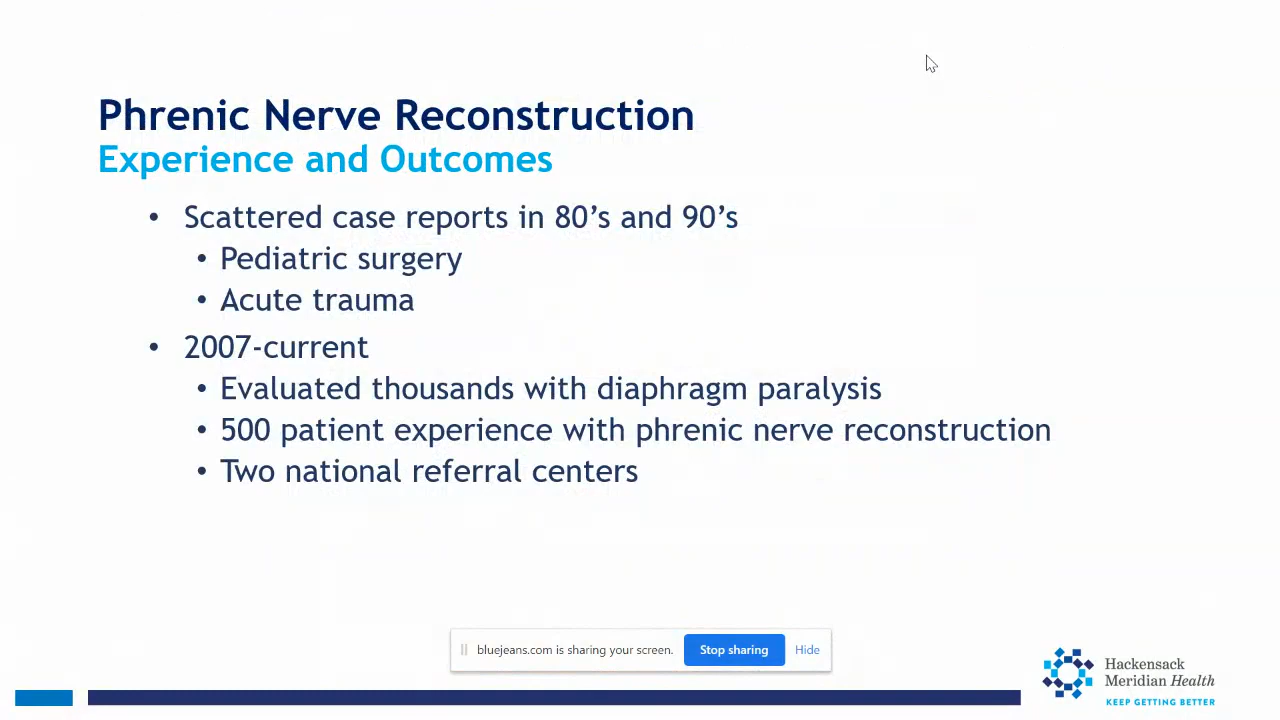 Phrenic Nerve Reconstruction
Experience and Outcomes
• Scattered case reports in 80’s and 90’s
• Pediatric surgery
• Acute trauma
• 2007-current
• Evaluated thousands with diaphragm paralysis
• 500 patient experience with phrenic nerve reconstruction
• Two national referral centers
bluejeans.com is sharing your screen. Stop sharing Hide
Hackensack
Meridian Health
KEEP GETTING BETTER